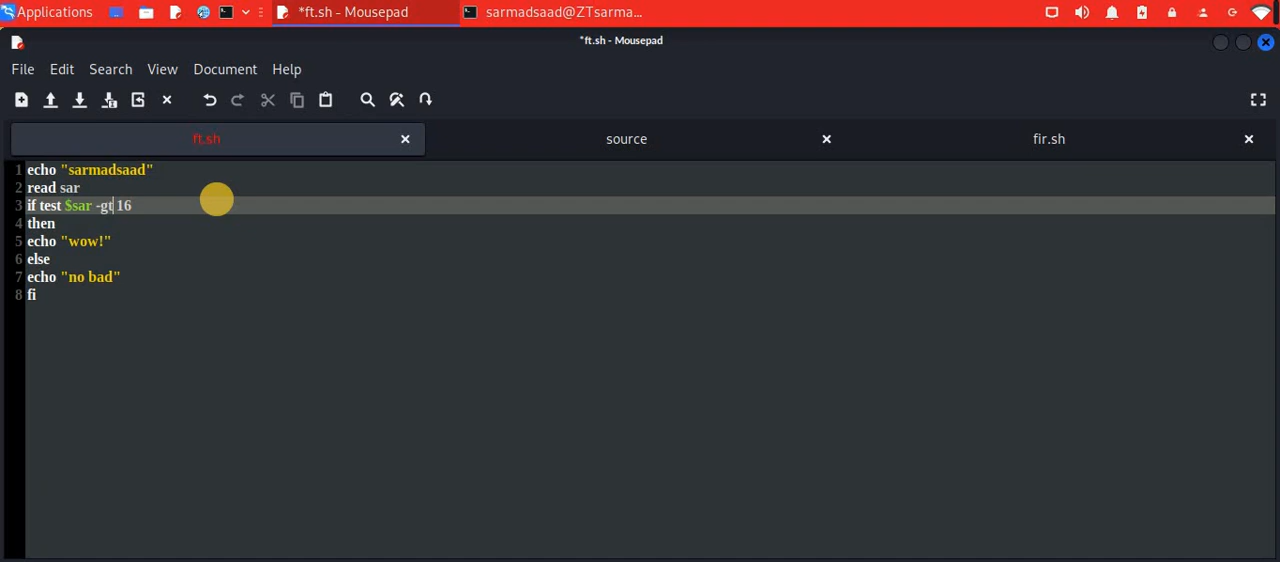 Applications
*ft.sh - Mousepad
sarmadsaad@ZTsarma...
*ft.sh - Mousepad
File Edit Search View Document Help
ft.sh
source
fir.sh
1 echo "sarmadsaad"
2 read sar
3 if test $sar -gt 16
4 then
5 echo "wow!"
6 else
7 echo "no bad"
8 fi